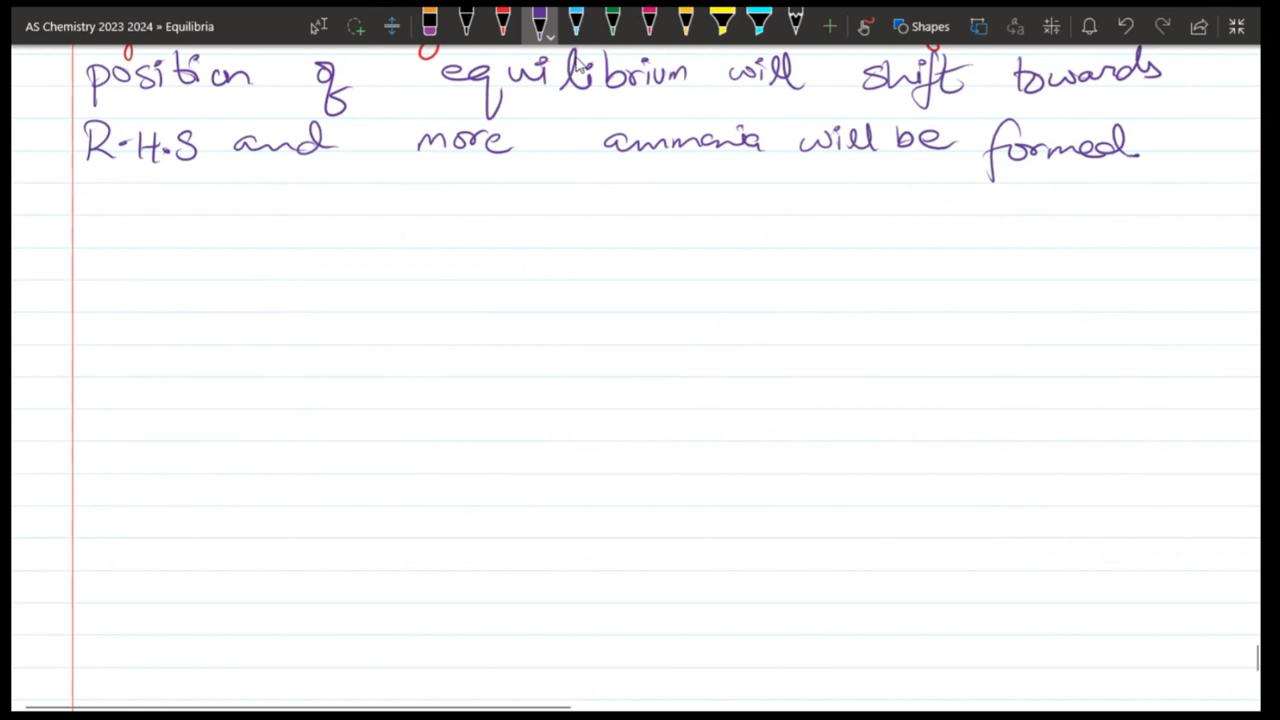 AS Chemistry 2023 2024 » Equilibria
Shapes
position of equilibrium will shift towards
R.H.S and more ammonia will be formed